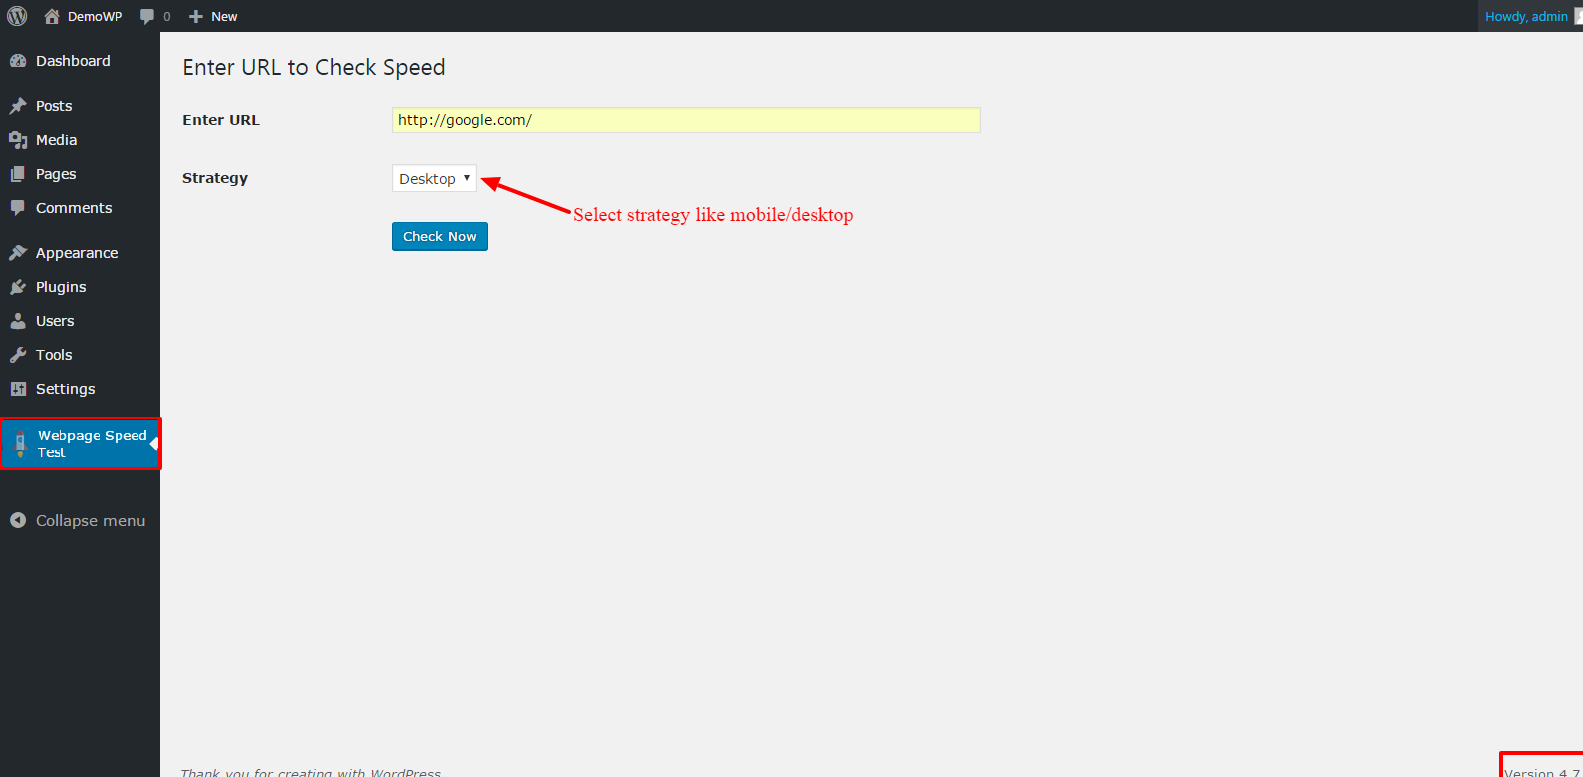 DemoWP 0 New Howdy, admin
Dashboard
Posts
Media
Pages
Comments
Appearance
Plugins
Users
Tools
Settings
Webpage Speed
Test
Collapse menu
Enter URL to Check Speed
Enter URL http://google.com/
Strategy Desktop
Select strategy like mobile/desktop
Check Now
Thank you for creating with WordPress.
Version 4.7